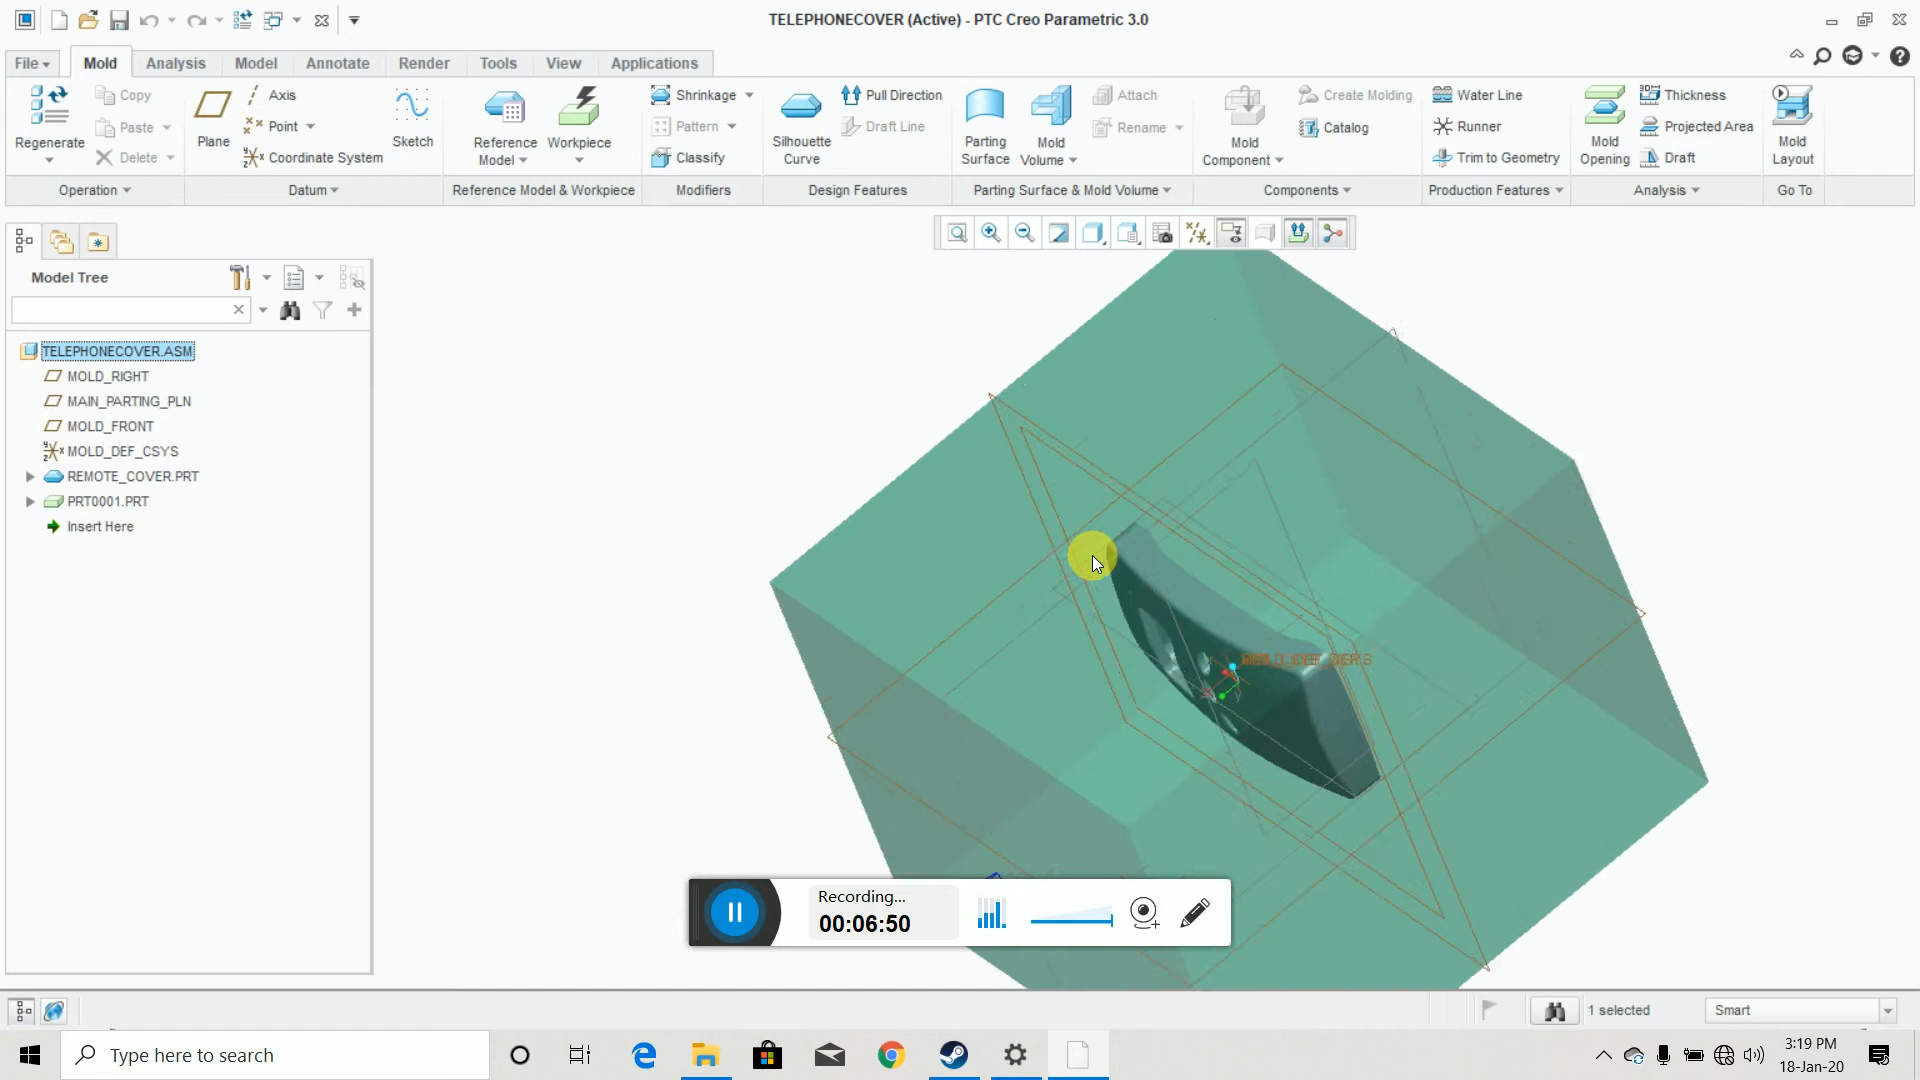 TELEPHONECOVER (Active) - PTC Creo Parametric 3.0
File Mold Analysis Model Annotate Render Tools View Applications
Regenerate Copy Paste Delete
Plane Axis Point Coordinate System Sketch
Reference Model Workpiece
Shrinkage Pattern Classify
Silhouette Curve Pull Direction Draft Line
Parting Surface Mold Volume Attach Rename
Mold Component Create Molding Catalog
Water Line Runner Trim to Geometry
Mold Opening Thickness Projected Area Draft
Mold Layout
Operation Datum Reference Model & Workpiece Modifiers Design Features Parting Surface & Mold Volume Components Production Features Analysis Go To
Model Tree
TELEPHONECOVER.ASM
MOLD_RIGHT
MAIN_PARTING_PLN
MOLD_FRONT
MOLD_DEF_CSYS
REMOTE_COVER.PRT
PRT0001.PRT
Insert Here
Recording...
00:06:50
1 selected
Smart
Type here to search
3:19 PM
18-Jan-20